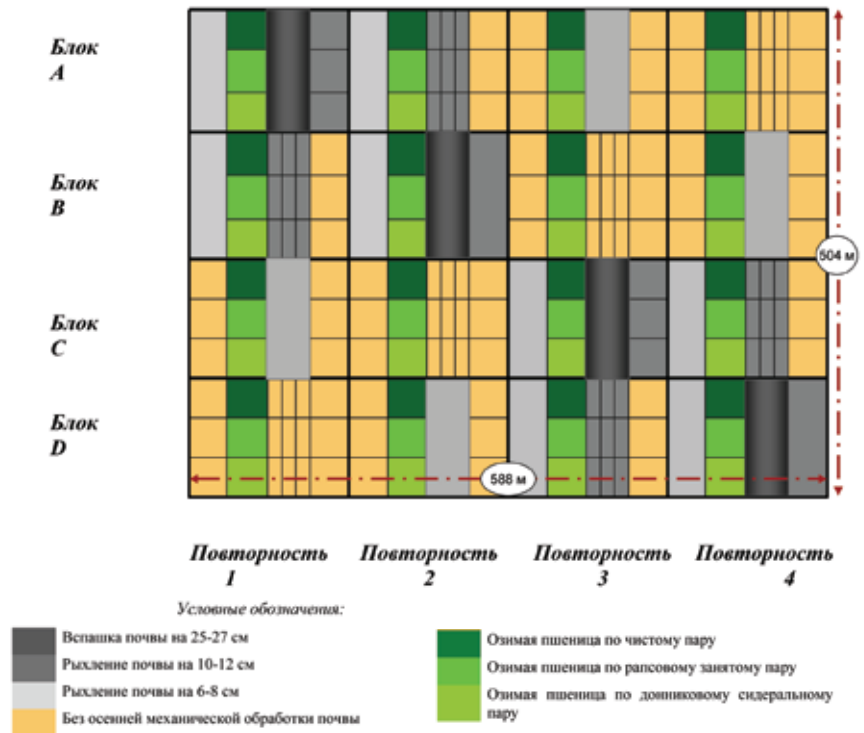 Блок
А
Блок
В
Блок
С
Блок
D
504 м
588 м
Повторность
1
Повторность
2
Повторность
3
Повторность
4
Условные обозначения:
Вспашка почвы на 25-27 см
Рыхление почвы на 10-12 см
Рыхление почвы на 6-8 см
Без осенней механической обработки почвы
Озимая пшеница по чистому пару
Озимая пшеница по рапсовому занятому пару
Озимая пшеница по донниковому сидеральному
пару